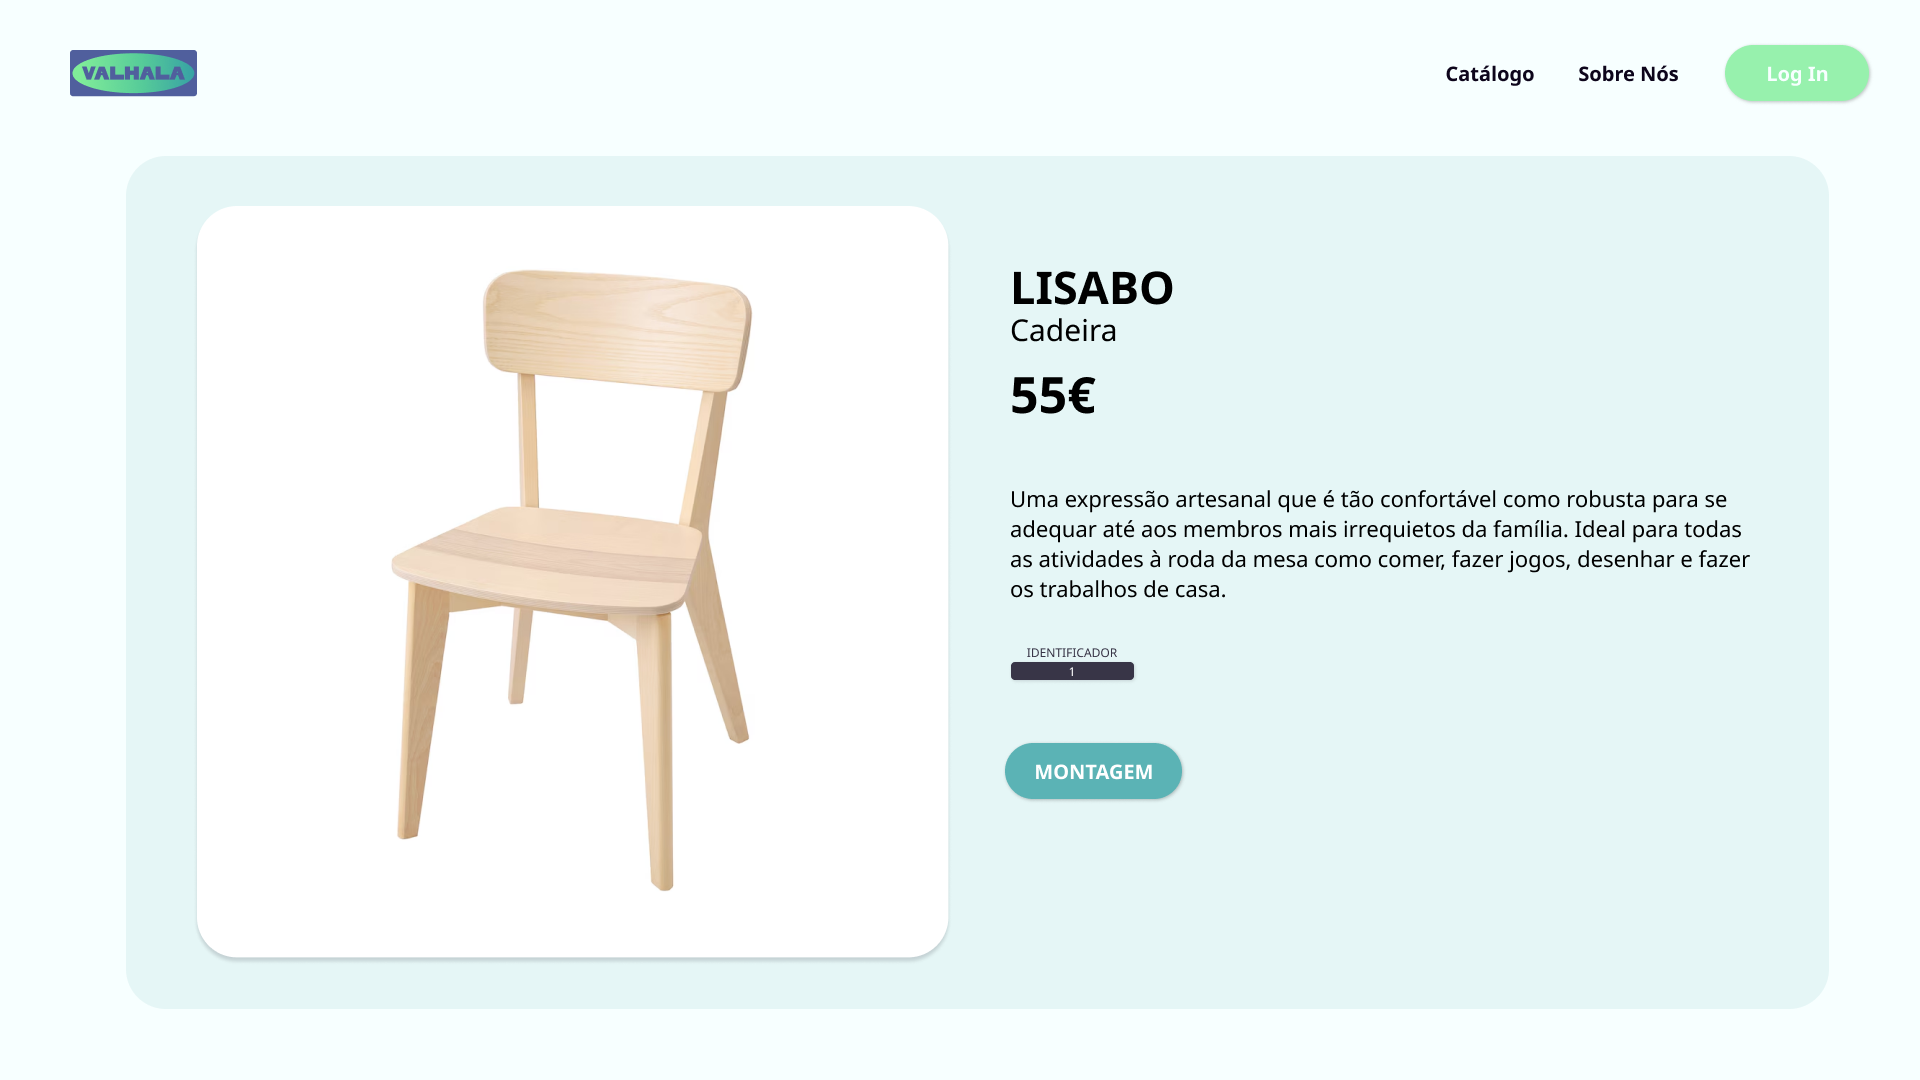 VALHALA
Catálogo
Sobre Nós
Log In
LISABO
Cadeira
55€
Uma expressão artesanal que é tão confortável como robusta para se
adequar até aos membros mais irrequietos da família. Ideal para todas
as atividades à roda da mesa como comer, fazer jogos, desenhar e fazer
os trabalhos de casa.
IDENTIFICADOR
1
MONTAGEM